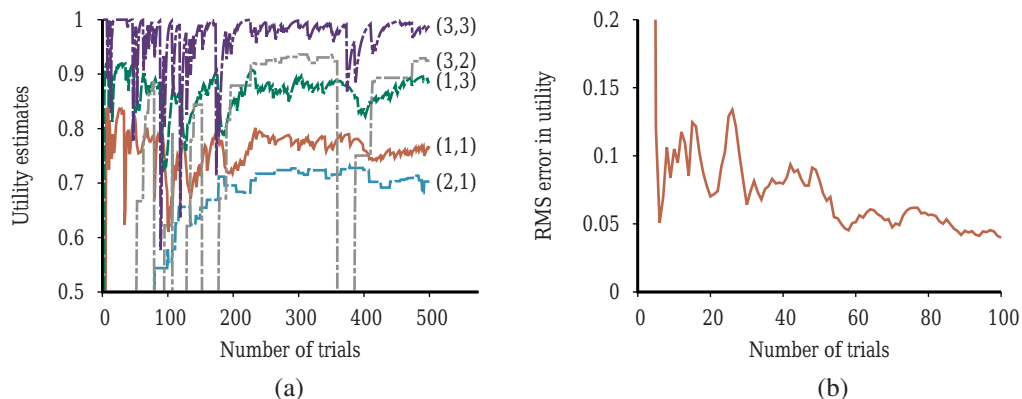 Utility estimates
1
0.9
0.8
0.7
0.6
0.5
(3,3)
(3,2)
(1,3)
(1,1)
(2,1)
0 100 200 300 400 500
Number of trials
(a)
RMS error in utility
0.2
0.15
0.1
0.05
0
0 20 40 60 80 100
Number of trials
(b)